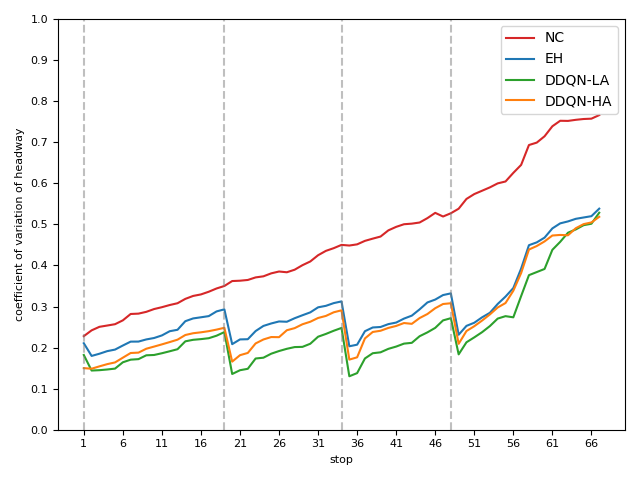 1.0
0.9
0.8
0.7
0.6
0.5
0.4
0.3
0.2
0.1
0.0
coefficient of variation of headway
NC
EH
DDQN-LA
DDQN-HA
1 6 11 16 21 26 31 36 41 46 51 56 61 66
stop